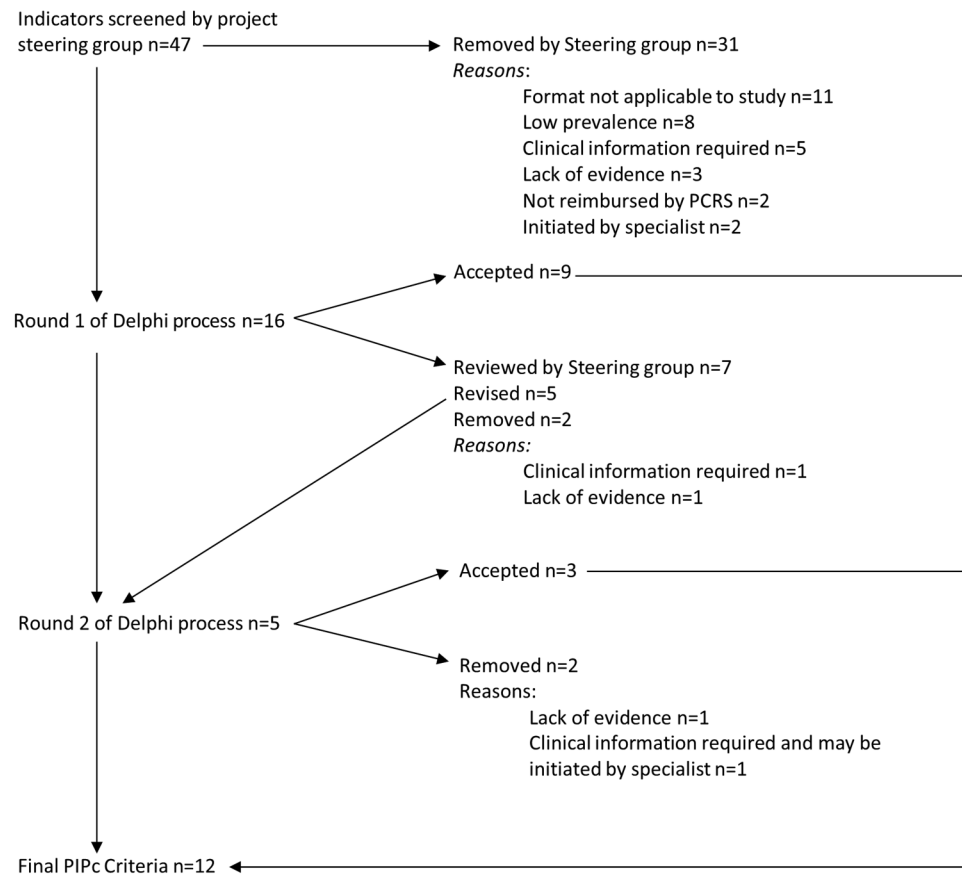 Indicators screened by project
steering group n=47
Removed by Steering group n=31
Reasons:
Format not applicable to study n=11
Low prevalence n=8
Clinical information required n=5
Lack of evidence n=3
Not reimbursed by PCRS n=2
Initiated by specialist n=2
Accepted n=9
Round 1 of Delphi process n=16
Reviewed by Steering group n=7
Revised n=5
Removed n=2
Reasons:
Clinical information required n=1
Lack of evidence n=1
Accepted n=3
Round 2 of Delphi process n=5
Removed n=2
Reasons:
Lack of evidence n=1
Clinical information required and may be
initiated by specialist n=1
Final PIPc Criteria n=12